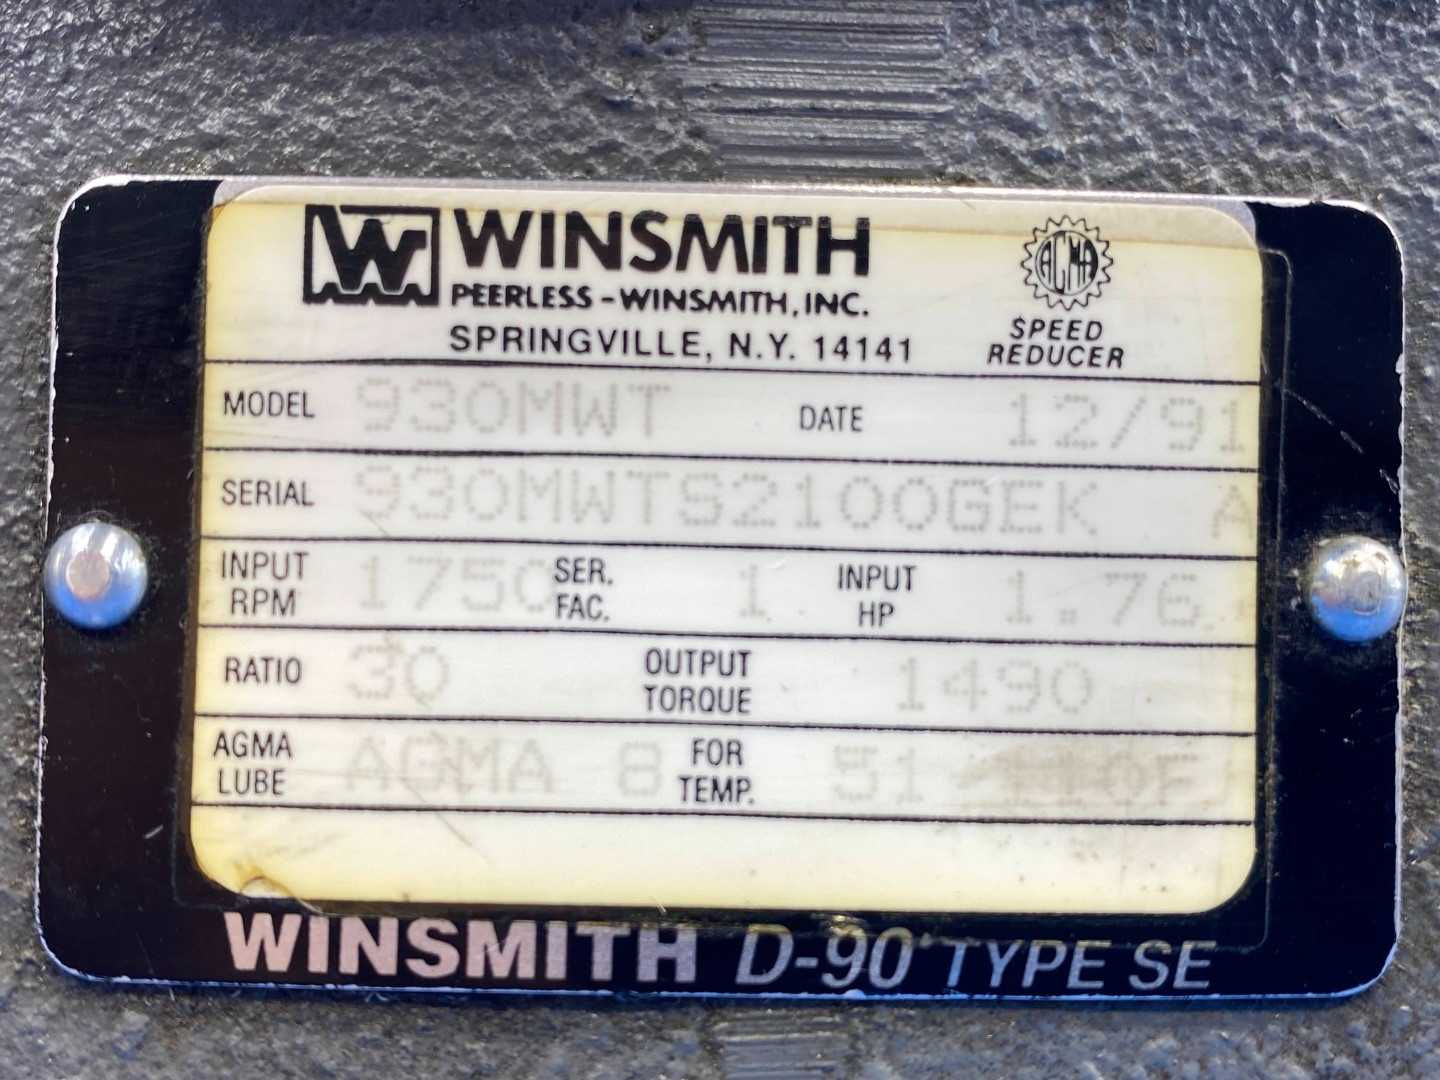 WINSMITH
PEERLESS-WINSMITH, INC.
SPRINGVILLE, N.Y. 14141
AGMA
SPEED
REDUCER
MODEL 930MWT DATE 12/91
SERIAL 930MWTS2100GEK A
INPUT RPM 1750 SER. FAC. 1 INPUT HP 1.76
RATIO 30 OUTPUT TORQUE 1490
AGMA LUBE AGMA 8 FOR TEMP. 51-110F
WINSMITH D-90 TYPE SE